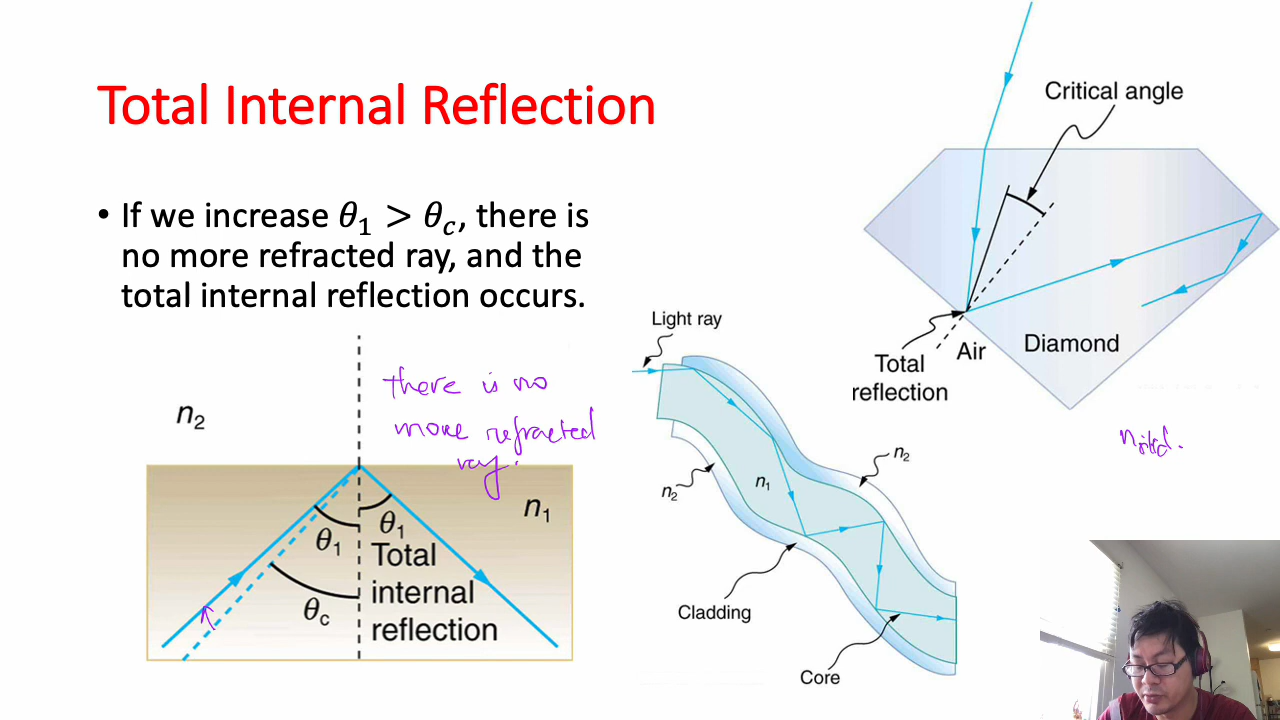 Total Internal Reflection
• If we increase θ₁ > θ_c, there is
no more refracted ray, and the
total internal reflection occurs.
n₂
there is no
more refracted
ray.
n₁
θ₁
θ₁
θc
Total
internal
reflection
Light ray
n₂
n₁
n₂
Cladding
Core
Critical angle
Total
reflection
Air
Diamond